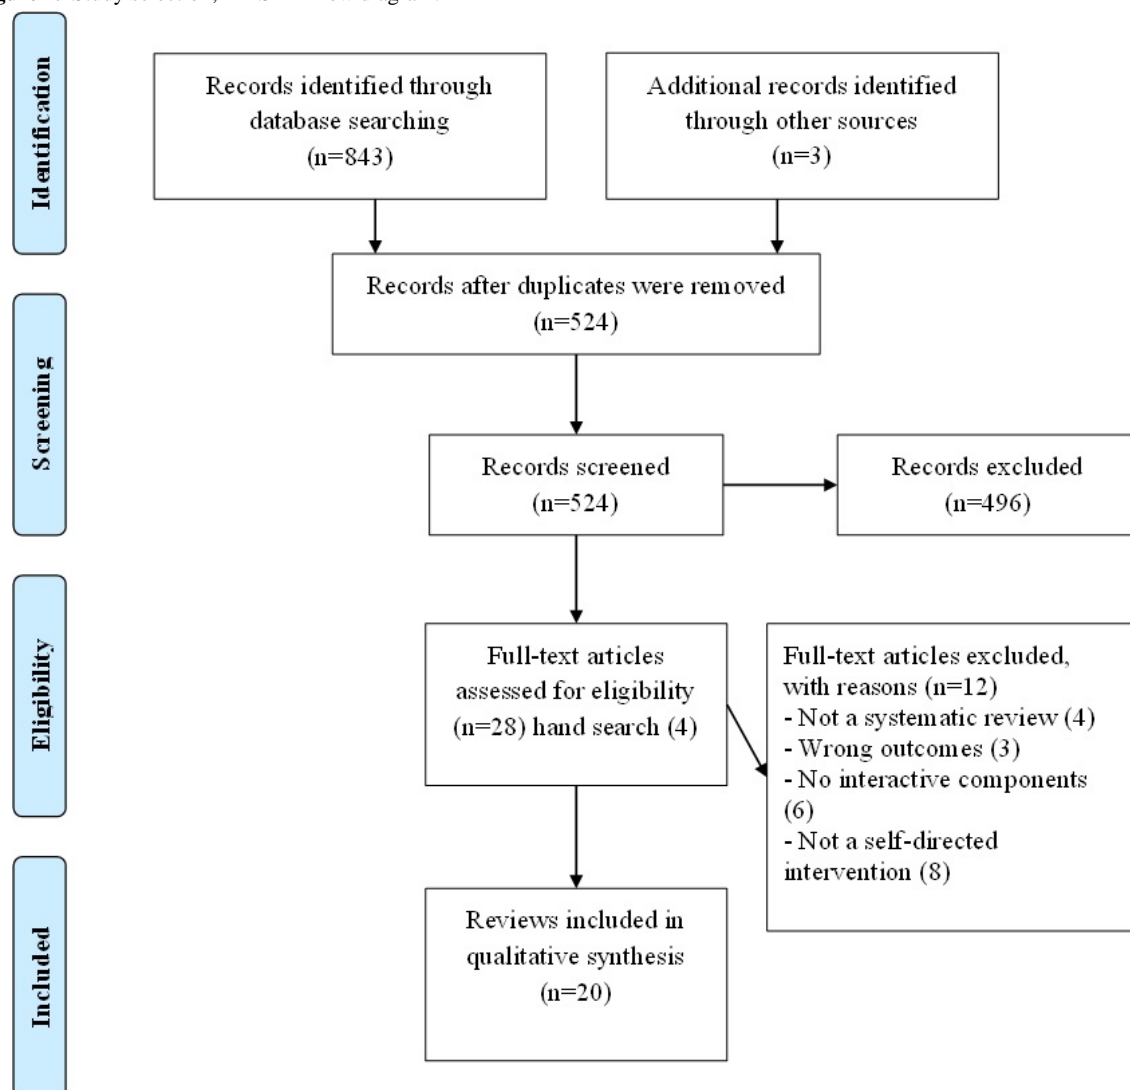 Identification
Records identified through
database searching
(n=843)
Additional records identified
through other sources
(n=3)
Records after duplicates were removed
(n=524)
Screening
Records screened
(n=524)
Records excluded
(n=496)
Eligibility
Full-text articles
assessed for eligibility
(n=28) hand search (4)
Full-text articles excluded,
with reasons (n=12)
- Not a systematic review (4)
- Wrong outcomes (3)
- No interactive components
(6)
- Not a self-directed
intervention (8)
Included
Reviews included in
qualitative synthesis
(n=20)